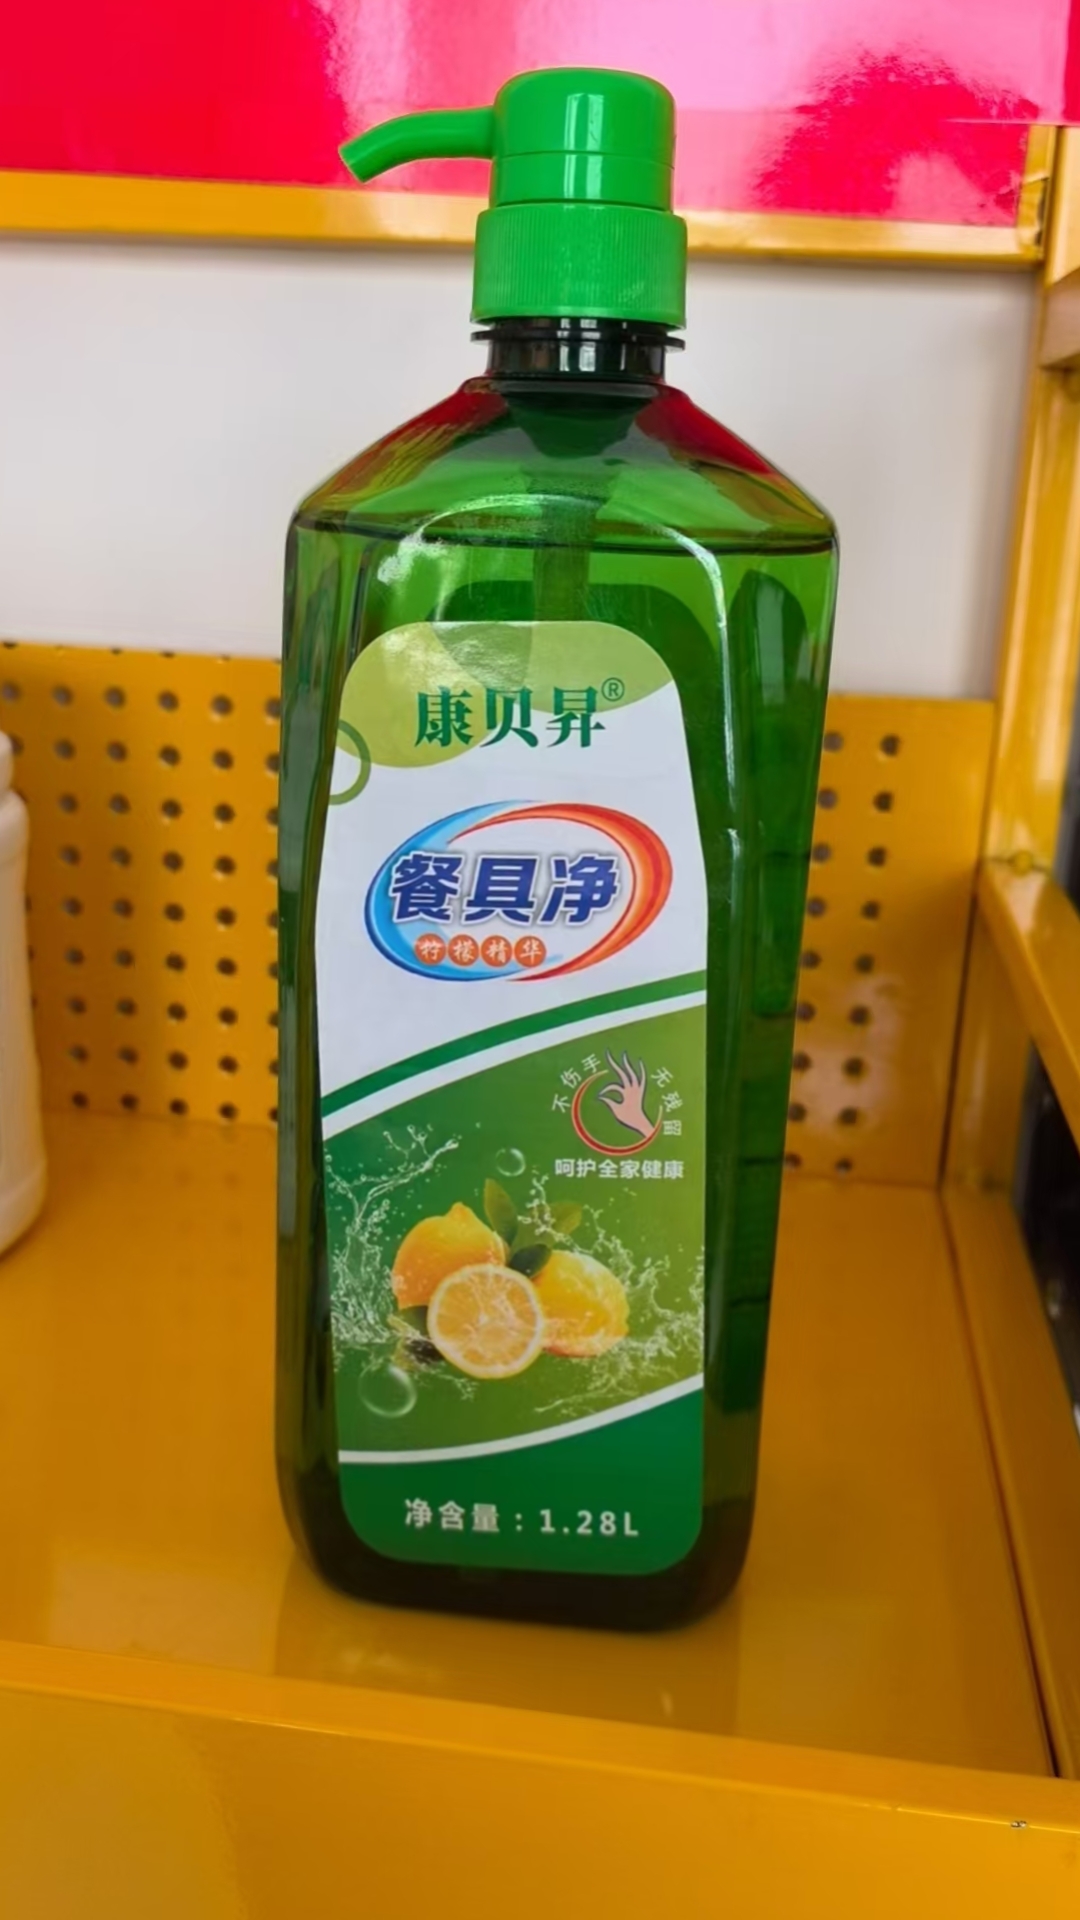 康贝昇®
餐具净
柠檬精华
不伤手 无残留
呵护全家健康
净含量：1.28L